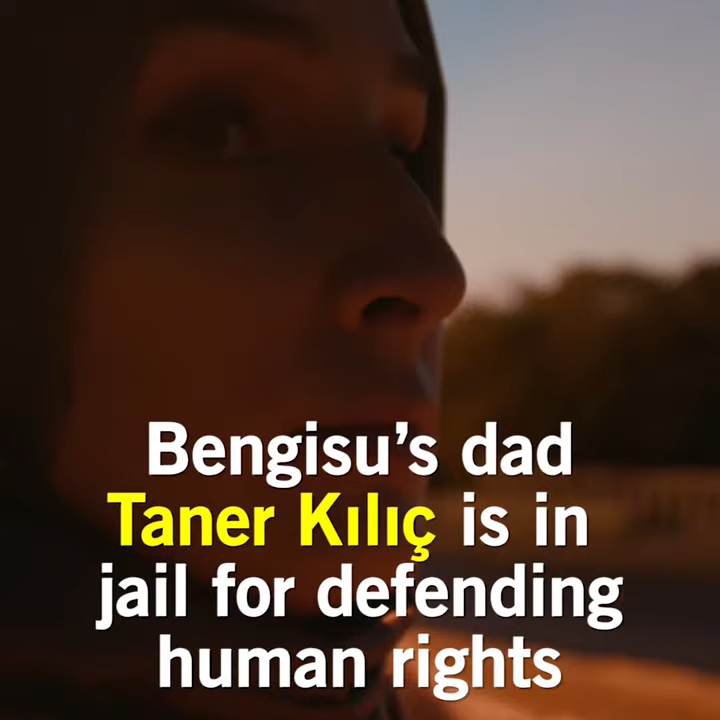 Bengisu's dad
Taner Kılıç is in
jail for defending
human rights